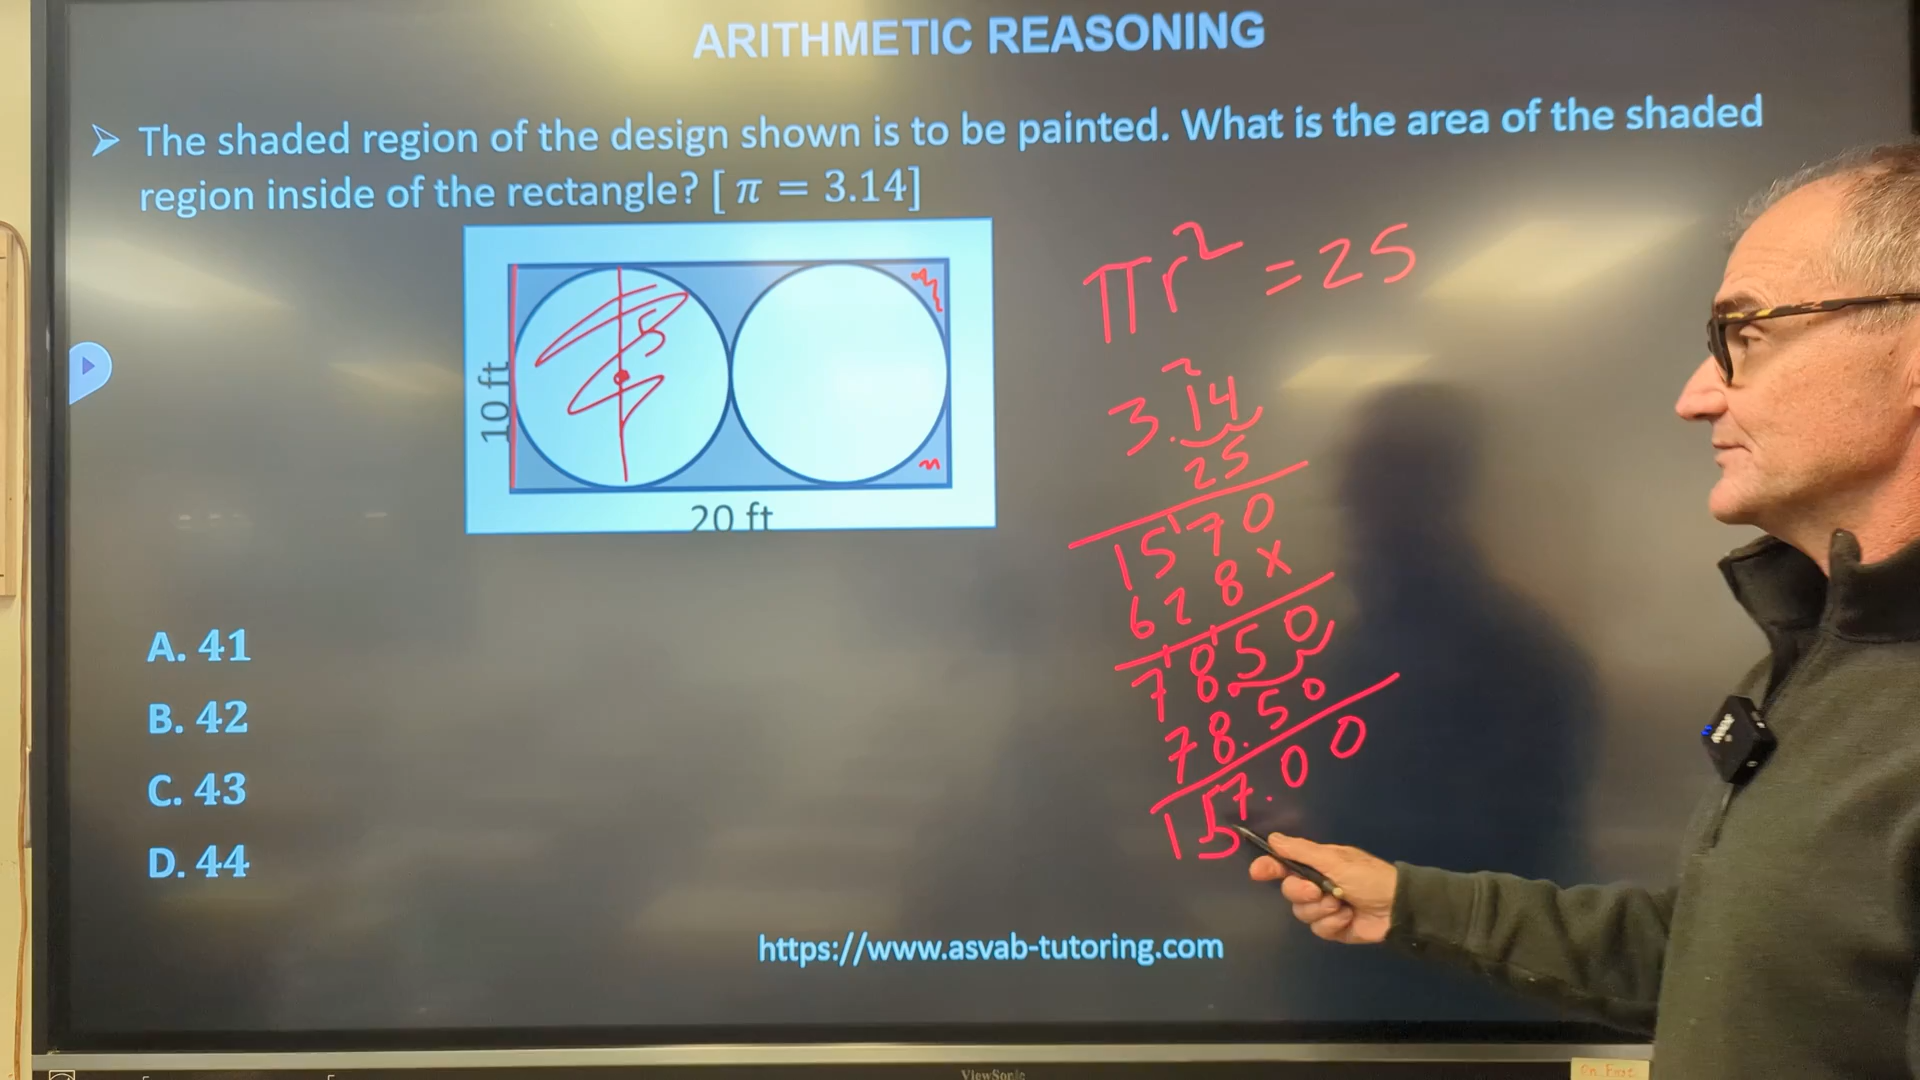 ARITHMETIC REASONING
➤ The shaded region of the design shown is to be painted. What is the area of the shaded
region inside of the rectangle? [ π = 3.14]
10 ft
5
20 ft
πr² = 25
2
3.14
25
1570
628x
7850
78.50
157.00
A. 41
B. 42
C. 43
D. 44
https://www.asvab-tutoring.com
ViewSonic